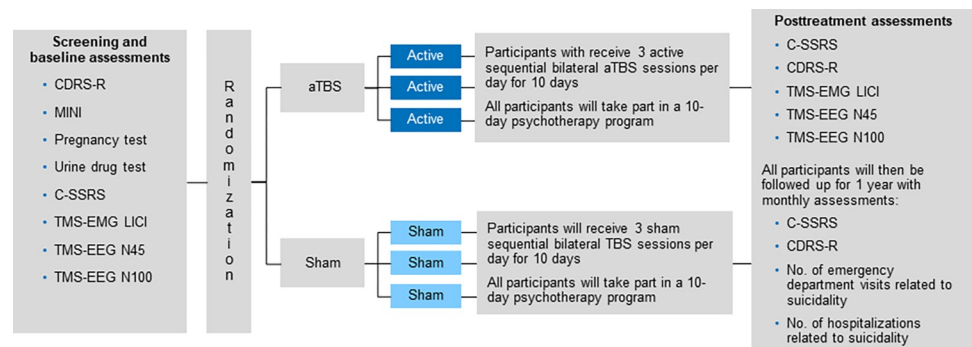 Screening and
baseline assessments
• CDRS-R
• MINI
• Pregnancy test
• Urine drug test
• C-SSRS
• TMS-EMG LICI
• TMS-EEG N45
• TMS-EEG N100
Randomization
aTBS
Active
Active
Active
Participants with receive 3 active
sequential bilateral aTBS sessions per
day for 10 days
All participants will take part in a 10-
day psychotherapy program
Sham
Sham
Sham
Sham
Participants will receive 3 sham
sequential bilateral TBS sessions per
day for 10 days
All participants will take part in a 10-
day psychotherapy program
Posttreatment assessments
• C-SSRS
• CDRS-R
• TMS-EMG LICI
• TMS-EEG N45
• TMS-EEG N100
All participants will then be
followed up for 1 year with
monthly assessments:
• C-SSRS
• CDRS-R
• No. of emergency
department visits related to
suicidality
• No. of hospitalizations
related to suicidality